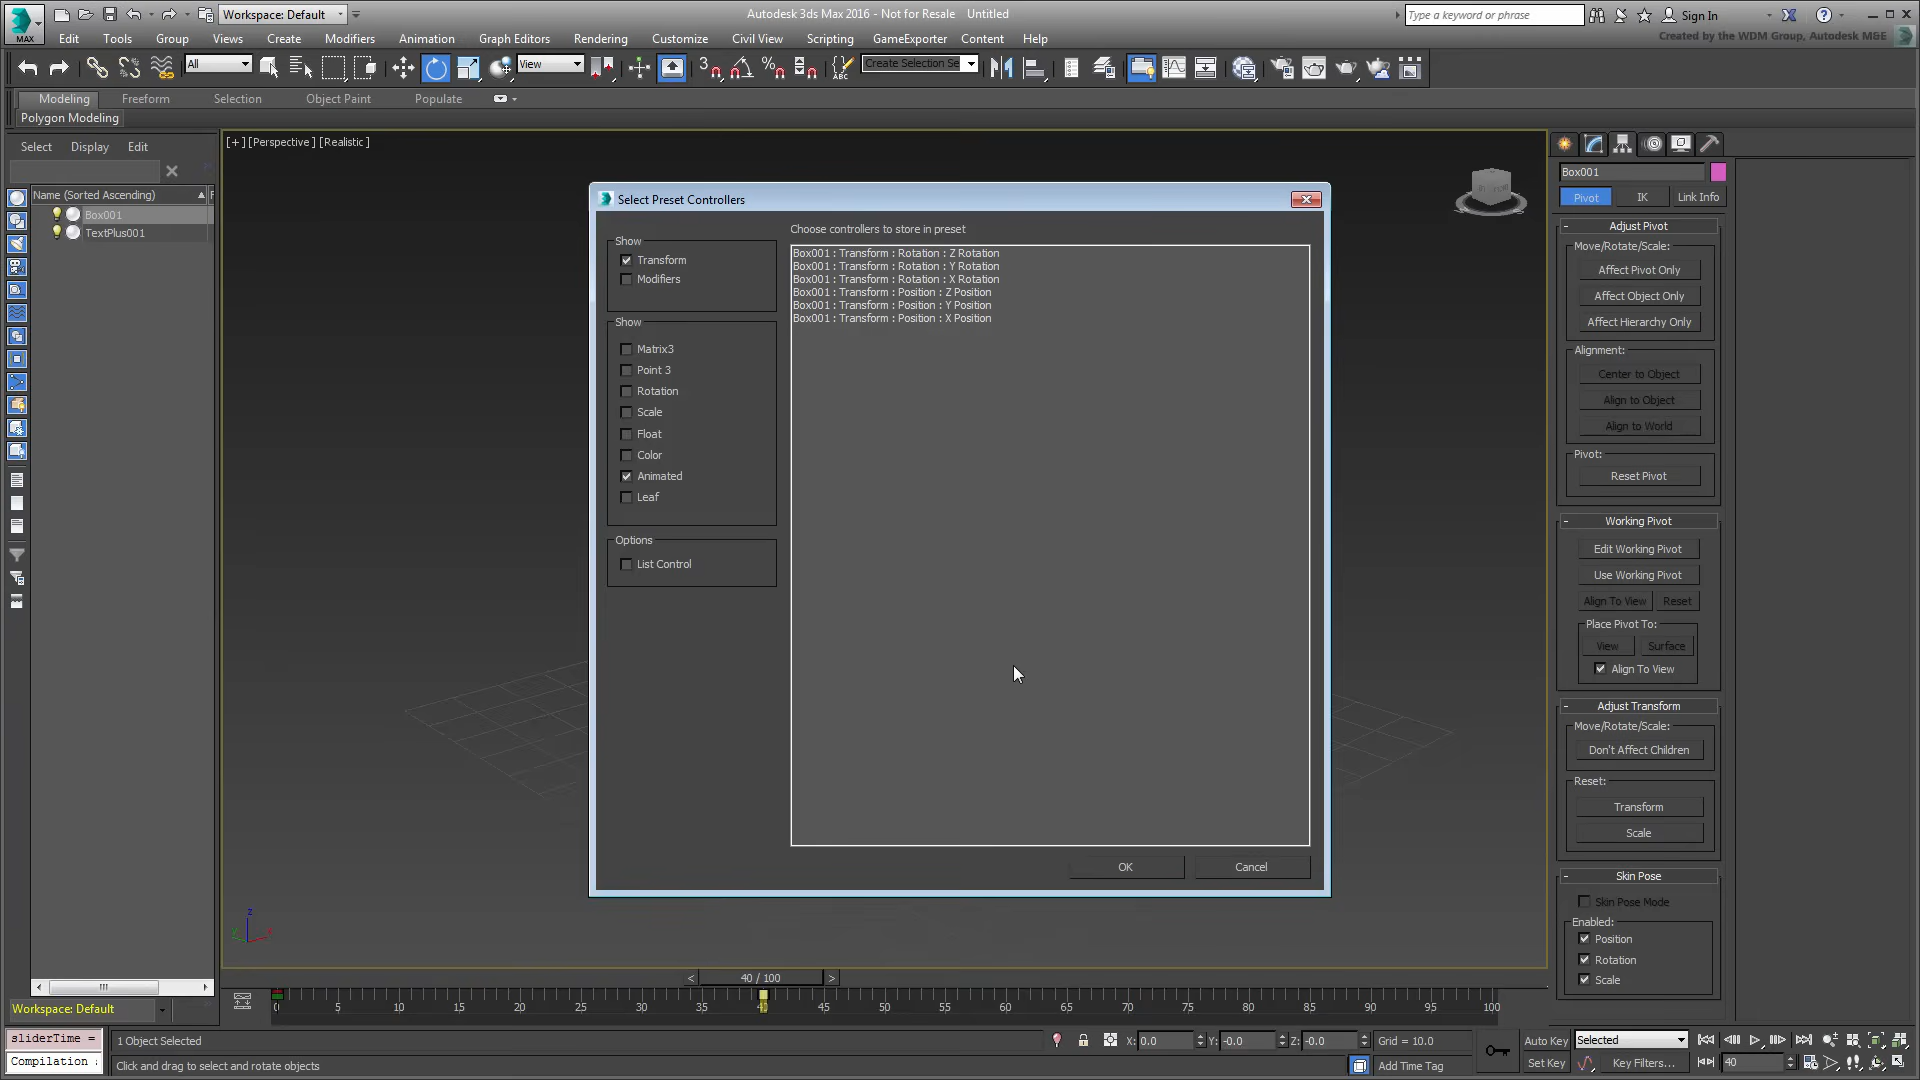 Workspace: Default
Autodesk 3ds Max 2016 - Not for Resale Untitled
Type a keyword or phrase
Sign In
MAX
Edit Tools Group Views Create Modifiers Animation Graph Editors Rendering Customize Civil View Scripting GameExporter Content Help
Created by the WDM Group, Autodesk M&E
All
View
3
ABC
Create Selection Se
Modeling Freeform Selection Object Paint Populate
Polygon Modeling
Select Display Edit
Name (Sorted Ascending)
Box001
TextPlus001
[+] [Perspective ] [Realistic ]
Select Preset Controllers
Choose controllers to store in preset
Show
Transform
Modifiers
Show
Matrix3
Point 3
Rotation
Scale
Float
Color
Animated
Leaf
Options
List Control
Box001 : Transform : Rotation : Z Rotation
Box001 : Transform : Rotation : Y Rotation
Box001 : Transform : Rotation : X Rotation
Box001 : Transform : Position : Z Position
Box001 : Transform : Position : Y Position
Box001 : Transform : Position : X Position
OK Cancel
Box001
Pivot IK Link Info
- Adjust Pivot
Move/Rotate/Scale:
Affect Pivot Only
Affect Object Only
Affect Hierarchy Only
Alignment:
Center to Object
Align to Object
Align to World
Pivot:
Reset Pivot
- Working Pivot
Edit Working Pivot
Use Working Pivot
Align To View Reset
Place Pivot To:
View Surface
Align To View
- Adjust Transform
Move/Rotate/Scale:
Don't Affect Children
Reset:
Transform
Scale
- Skin Pose
Skin Pose Mode
Enabled:
Position
Rotation
Scale
z
y x
< 40 / 100 >
0 5 10 15 20 25 30 35 40 45 50 55 60 65 70 75 80 85 90 95 100
Workspace: Default
sliderTime =
Compilation
1 Object Selected
Click and drag to select and rotate objects
X: 0.0 Y: -0.0 Z: -0.0 Grid = 10.0
Add Time Tag
Auto Key Selected
Set Key Key Filters...
40